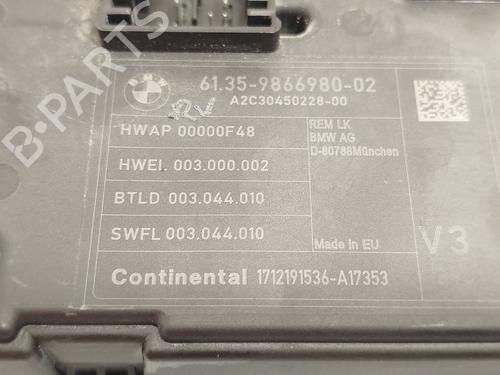 BMW
61.35-9866980-02
A2C30450228-00
HWAP 00000F48
REM LK
BMW AG
D-80788München
HWEI. 003.000.002
BTLD 003.044.010
SWFL 003.044.010
Made in EU
V3
Continental 1712191536-A17353
B-PARTS